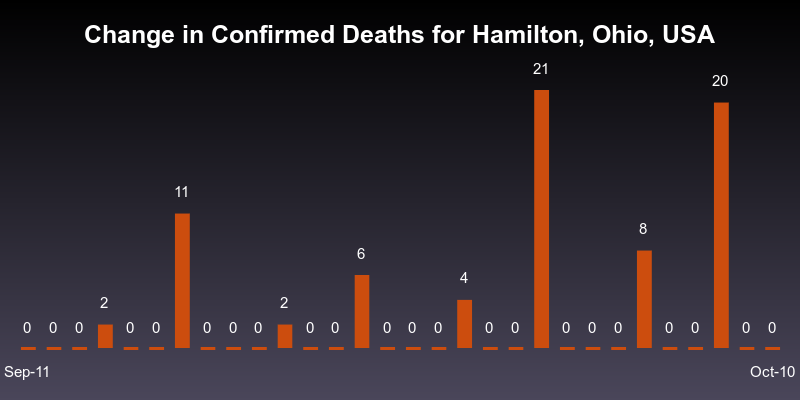 Change in Confirmed Deaths for Hamilton, Ohio, USA
0 0 0 2 0 0 11 0 0 0 2 0 0 6 0 0 0 4 0 0 21 0 0 0 8 0 0 20 0 0
Sep-11 Oct-10